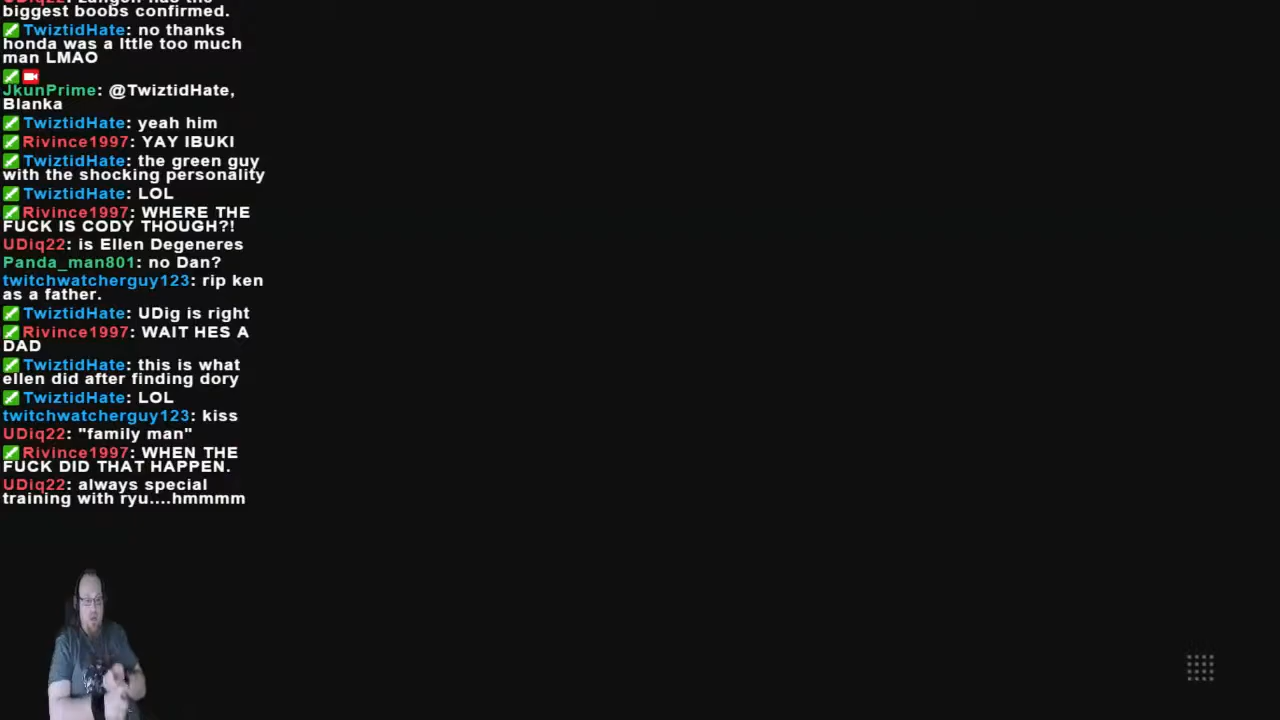 biggest boobs confirmed.
TwiztidHate: no thanks
honda was a lttle too much
man LMAO
JkunPrime: @TwiztidHate,
Blanka
TwiztidHate: yeah him
Rivince1997: YAY IBUKI
TwiztidHate: the green guy
with the shocking personality
TwiztidHate: LOL
Rivince1997: WHERE THE
FUCK IS CODY THOUGH?!
UDiq22: is Ellen Degeneres
Panda_man801: no Dan?
twitchwatcherguy123: rip ken
as a father.
TwiztidHate: UDig is right
Rivince1997: WAIT HES A
DAD
TwiztidHate: this is what
ellen did after finding dory
TwiztidHate: LOL
twitchwatcherguy123: kiss
UDiq22: "family man"
Rivince1997: WHEN THE
FUCK DID THAT HAPPEN.
UDiq22: always special
training with ryu....hmmmm